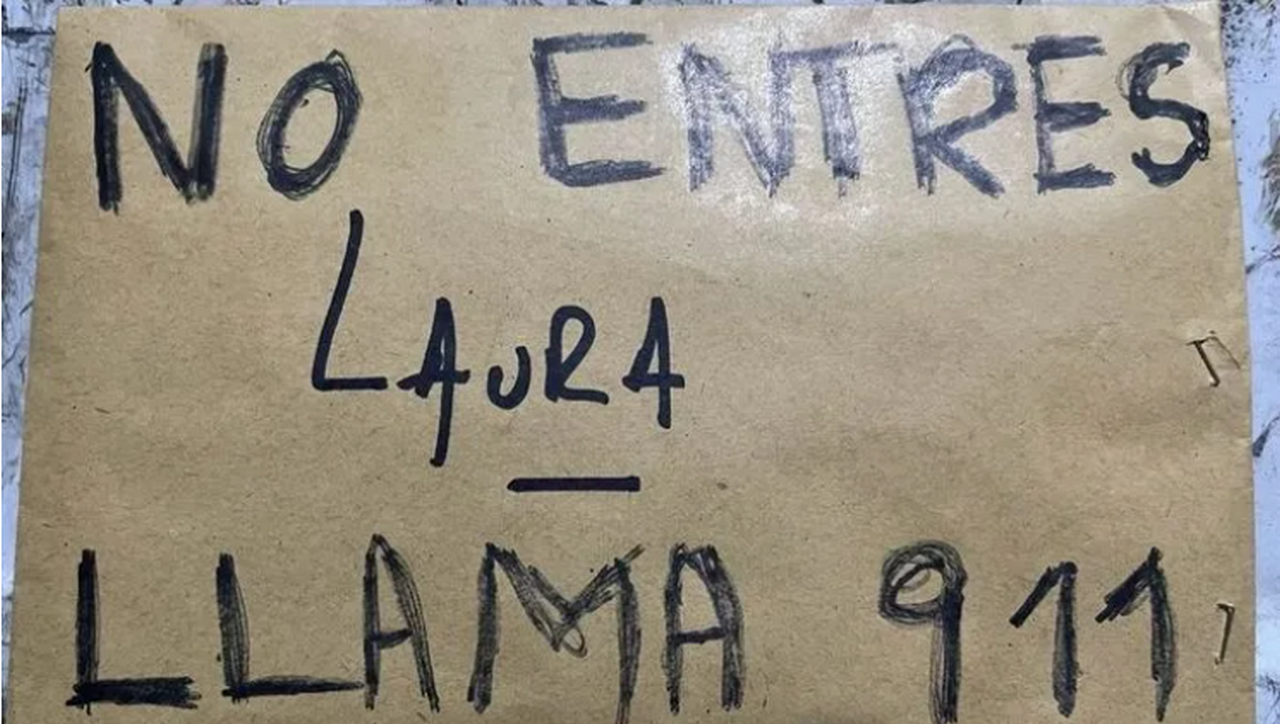 NO ENTRES
LAURA
—
LLAMA 911